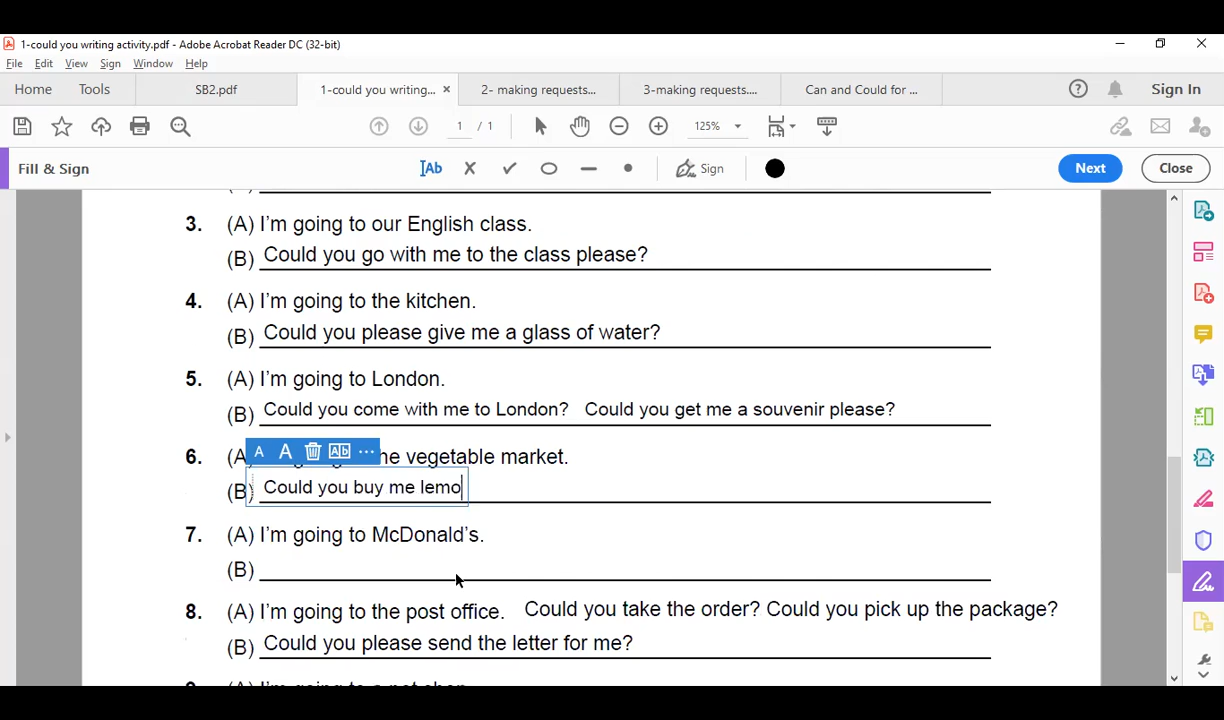 1-could you writing activity.pdf - Adobe Acrobat Reader DC (32-bit)
File Edit View Sign Window Help
Home Tools SB2.pdf 1-could you writing... × 2- making requests... 3-making requests.... Can and Could for ... Sign In
1 / 1 125%
Fill & Sign Ab Sign Next Close
3. (A) I'm going to our English class.
(B) Could you go with me to the class please?
4. (A) I'm going to the kitchen.
(B) Could you please give me a glass of water?
5. (A) I'm going to London.
(B) Could you come with me to London? Could you get me a souvenir please?
A A Ab ...
6. (A vegetable market.
(B) Could you buy me lemo
7. (A) I'm going to McDonald's.
(B)
8. (A) I'm going to the post office. Could you take the order? Could you pick up the package?
(B) Could you please send the letter for me?